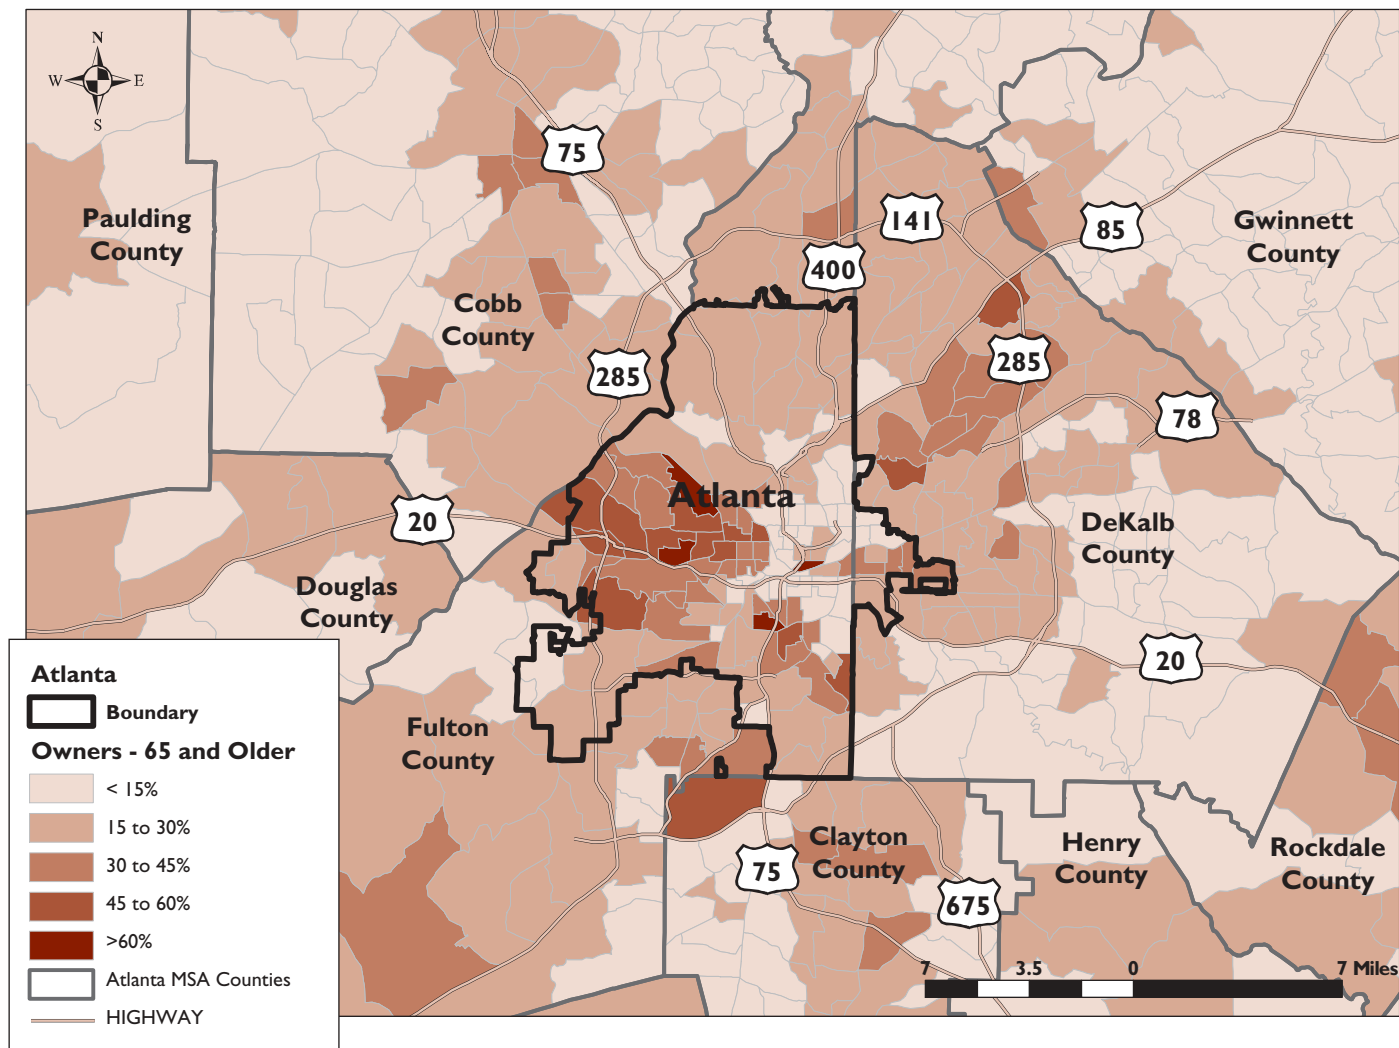 N
W E
S
75
Paulding
County
141
85
Gwinnett
County
400
Cobb
County
285
285
78
Atlanta
20
DeKalb
County
Douglas
County
20
Fulton
County
Atlanta
Boundary
Owners - 65 and Older
< 15%
15 to 30%
30 to 45%
45 to 60%
>60%
Atlanta MSA Counties
HIGHWAY
Clayton
County
Henry
County
Rockdale
County
75
675
7 3.5 0 7 Miles